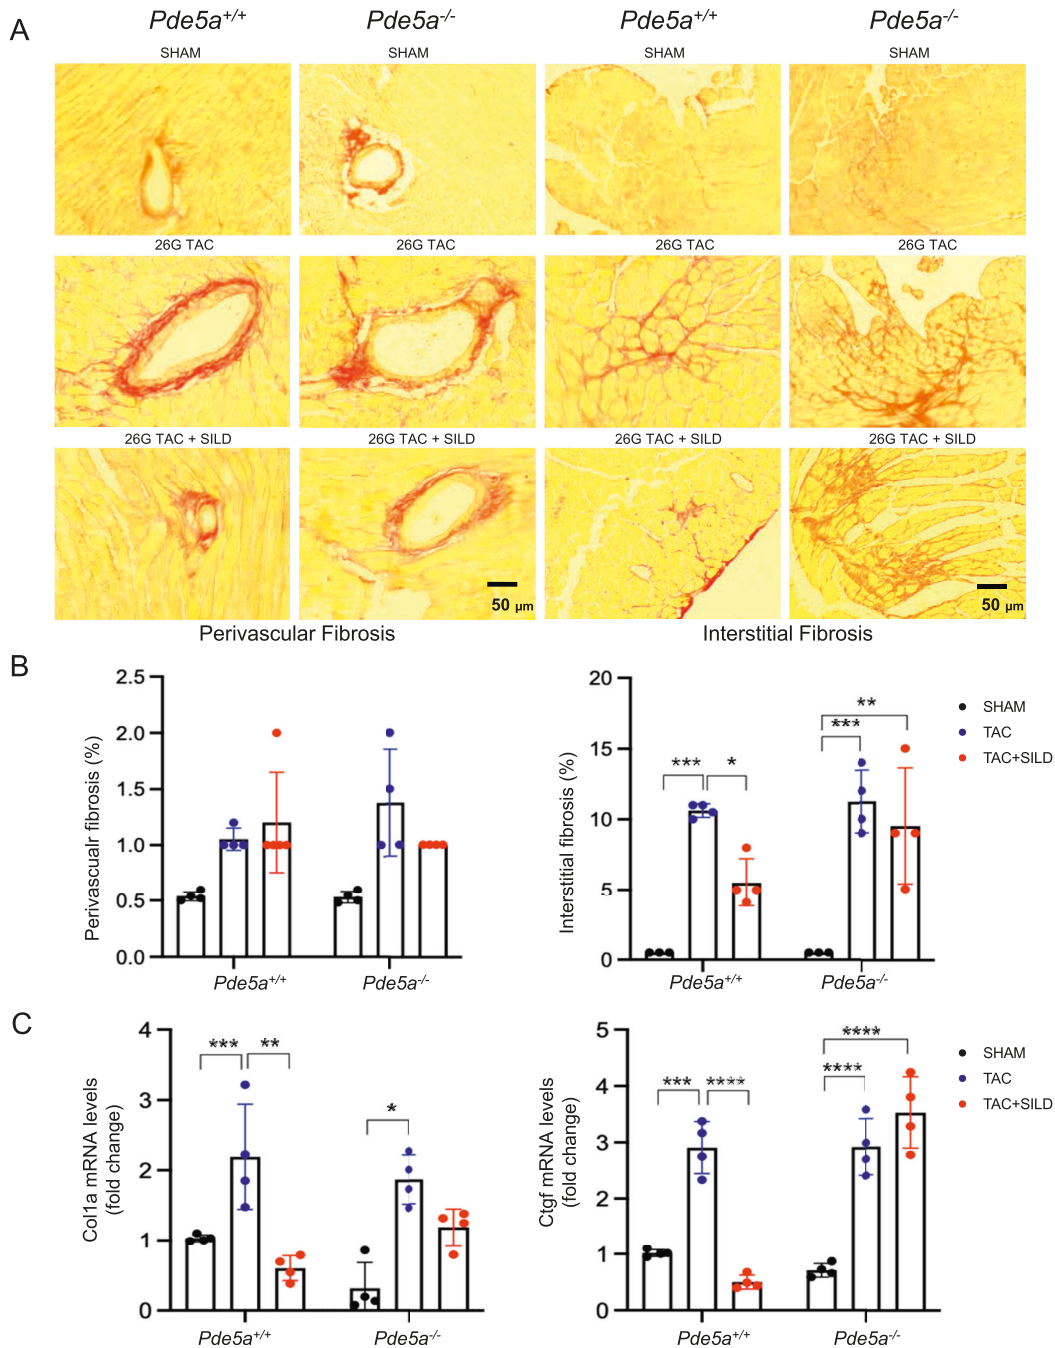 A
Pde5a+/+ Pde5a-/- Pde5a+/+ Pde5a-/-
SHAM SHAM SHAM SHAM
26G TAC 26G TAC 26G TAC 26G TAC
26G TAC + SILD 26G TAC + SILD 26G TAC + SILD 26G TAC + SILD
50 µm 50 µm
Perivascular Fibrosis Interstitial Fibrosis
B
Perivascualr fibrosis (%)
2.5
2.0
1.5
1.0
0.5
0.0
Pde5a+/+ Pde5a-/-
Interstitial fibrosis (%)
20
15
10
5
0
*** * *** **
Pde5a+/+ Pde5a-/-
SHAM
TAC
TAC+SILD
C
Col1a mRNA levels
(fold change)
4
3
2
1
0
*** ** *
Pde5a+/+ Pde5a-/-
Ctgf mRNA levels
(fold change)
5
4
3
2
1
0
*** **** **** ****
Pde5a+/+ Pde5a-/-
SHAM
TAC
TAC+SILD